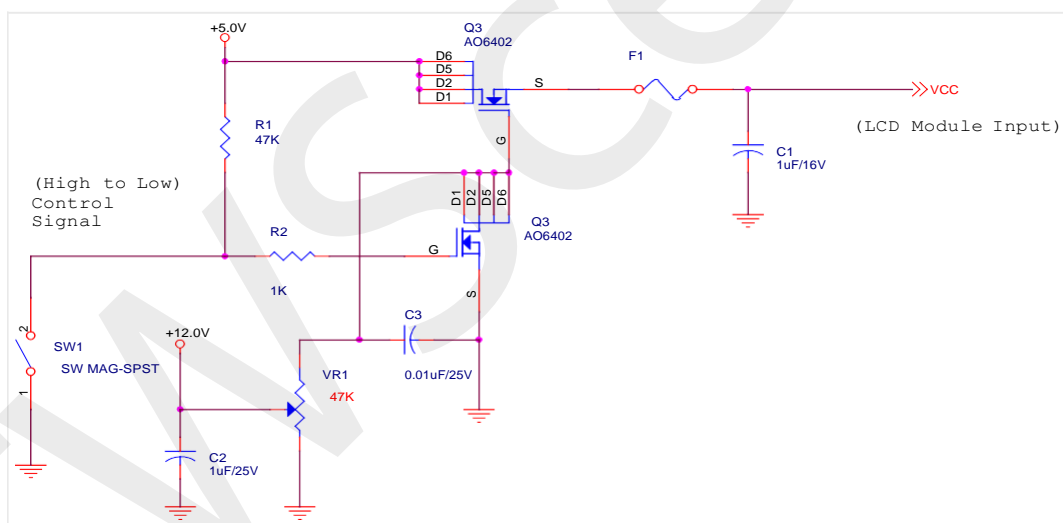 +5.0V
Q3
AO6402
D6
D5
D2
D1
S
G
F1
VCC
(LCD Module Input)
C1
1uF/16V
R1
47K
(High to Low)
Control
Signal
D1
D2
D5
D6
Q3
AO6402
R2
1K
G
S
2
SW1
SW MAG-SPST
1
+12.0V
C3
0.01uF/25V
VR1
47K
C2
1uF/25V